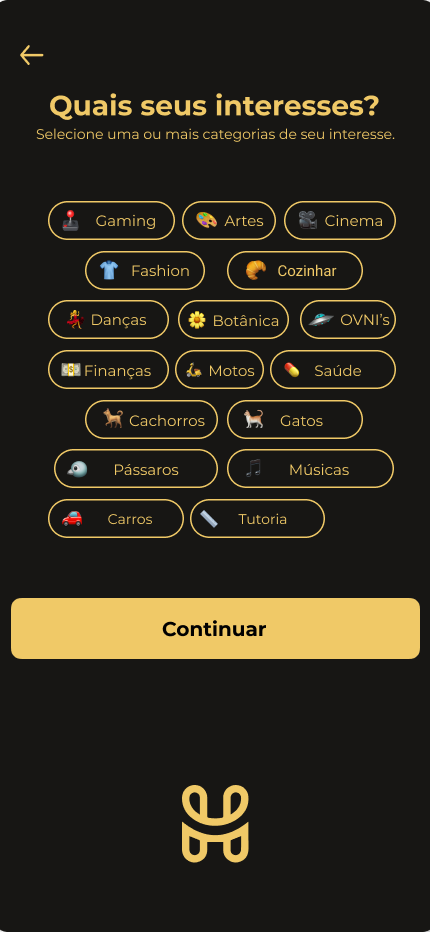 Quais seus interesses?
Selecione uma ou mais categorias de seu interesse.
Gaming Artes Cinema
Fashion Cozinhar
Danças Botânica OVNI's
Finanças Motos Saúde
Cachorros Gatos
Pássaros Músicas
Carros Tutoria
Continuar